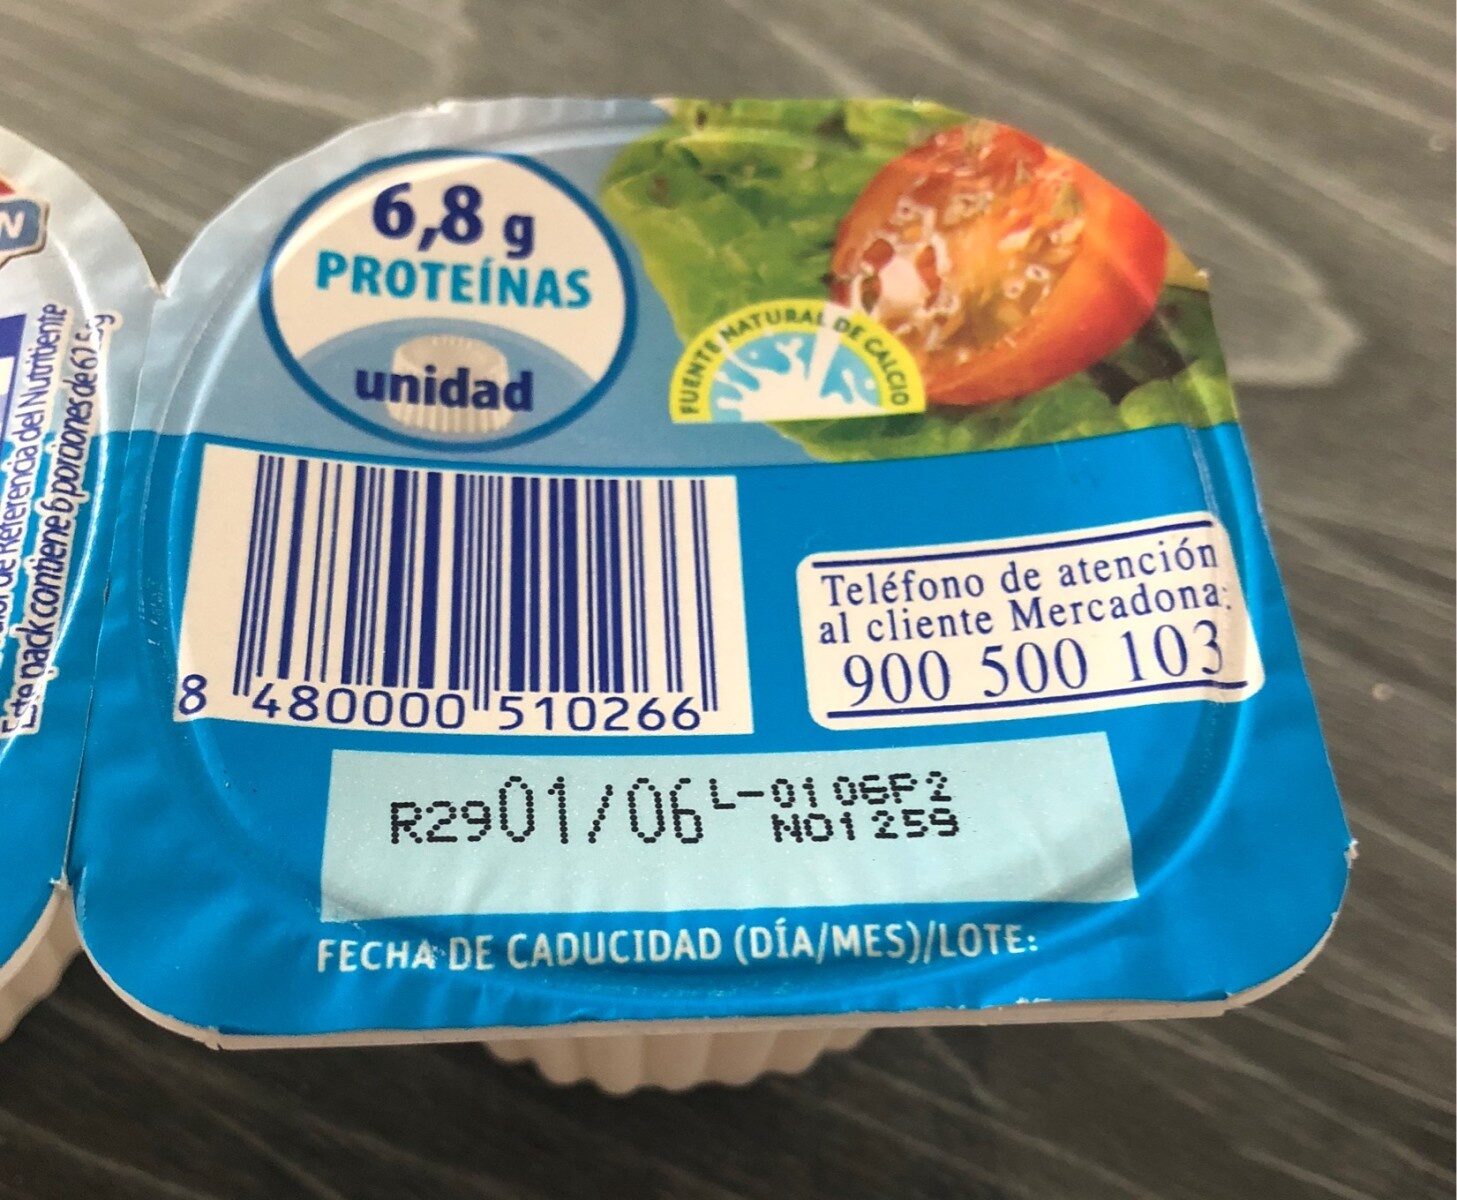 6,8 g
PROTEÍNAS
unidad
FUENTE NATURAL DE CALCIO
de Referencia del Nutriente
Este pack contiene 6 porciones de 62,5g
8 480000 510266
Teléfono de atención
al cliente Mercadona:
900 500 103
R29 01/06 L-0106P2
N01259
FECHA DE CADUCIDAD (DÍA/MES)/LOTE: